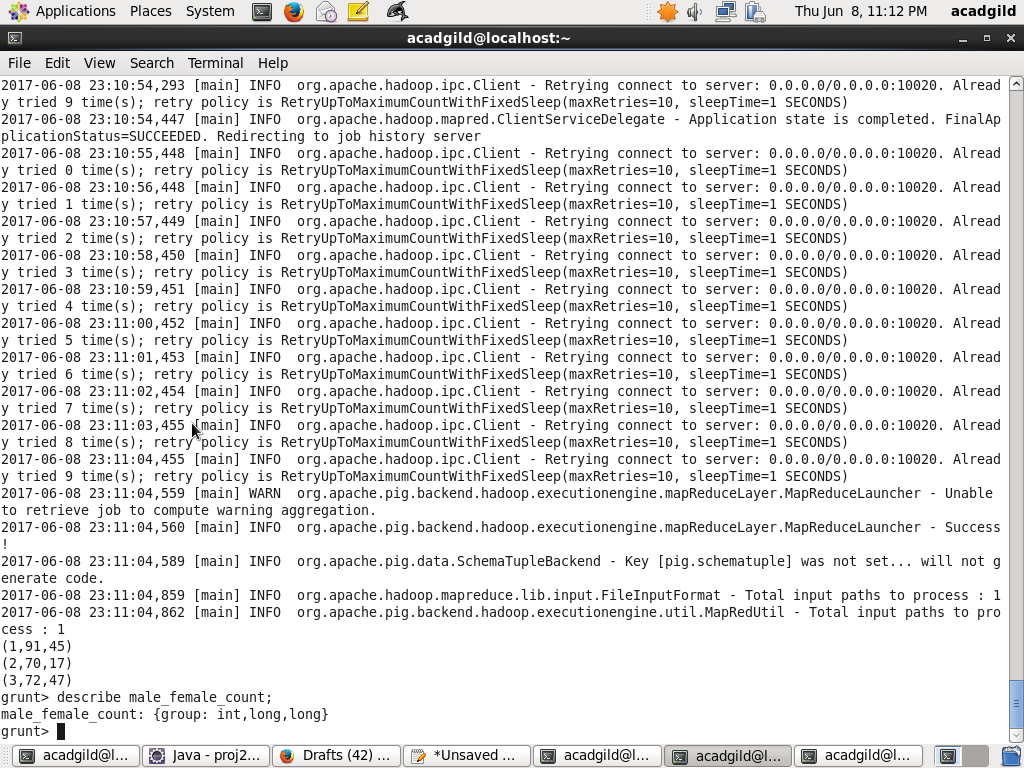 Applications Places System Thu Jun 8, 11:12 PM acadgild
acadgild@localhost:~
File Edit View Search Terminal Help
2017-06-08 23:10:54,293 [main] INFO  org.apache.hadoop.ipc.Client - Retrying connect to server: 0.0.0.0/0.0.0.0:10020. Alread
y tried 9 time(s); retry policy is RetryUpToMaximumCountWithFixedSleep(maxRetries=10, sleepTime=1 SECONDS)
2017-06-08 23:10:54,447 [main] INFO  org.apache.hadoop.mapred.ClientServiceDelegate - Application state is completed. FinalAp
plicationStatus=SUCCEEDED. Redirecting to job history server
2017-06-08 23:10:55,448 [main] INFO  org.apache.hadoop.ipc.Client - Retrying connect to server: 0.0.0.0/0.0.0.0:10020. Alread
y tried 0 time(s); retry policy is RetryUpToMaximumCountWithFixedSleep(maxRetries=10, sleepTime=1 SECONDS)
2017-06-08 23:10:56,448 [main] INFO  org.apache.hadoop.ipc.Client - Retrying connect to server: 0.0.0.0/0.0.0.0:10020. Alread
y tried 1 time(s); retry policy is RetryUpToMaximumCountWithFixedSleep(maxRetries=10, sleepTime=1 SECONDS)
2017-06-08 23:10:57,449 [main] INFO  org.apache.hadoop.ipc.Client - Retrying connect to server: 0.0.0.0/0.0.0.0:10020. Alread
y tried 2 time(s); retry policy is RetryUpToMaximumCountWithFixedSleep(maxRetries=10, sleepTime=1 SECONDS)
2017-06-08 23:10:58,450 [main] INFO  org.apache.hadoop.ipc.Client - Retrying connect to server: 0.0.0.0/0.0.0.0:10020. Alread
y tried 3 time(s); retry policy is RetryUpToMaximumCountWithFixedSleep(maxRetries=10, sleepTime=1 SECONDS)
2017-06-08 23:10:59,451 [main] INFO  org.apache.hadoop.ipc.Client - Retrying connect to server: 0.0.0.0/0.0.0.0:10020. Alread
y tried 4 time(s); retry policy is RetryUpToMaximumCountWithFixedSleep(maxRetries=10, sleepTime=1 SECONDS)
2017-06-08 23:11:00,452 [main] INFO  org.apache.hadoop.ipc.Client - Retrying connect to server: 0.0.0.0/0.0.0.0:10020. Alread
y tried 5 time(s); retry policy is RetryUpToMaximumCountWithFixedSleep(maxRetries=10, sleepTime=1 SECONDS)
2017-06-08 23:11:01,453 [main] INFO  org.apache.hadoop.ipc.Client - Retrying connect to server: 0.0.0.0/0.0.0.0:10020. Alread
y tried 6 time(s); retry policy is RetryUpToMaximumCountWithFixedSleep(maxRetries=10, sleepTime=1 SECONDS)
2017-06-08 23:11:02,454 [main] INFO  org.apache.hadoop.ipc.Client - Retrying connect to server: 0.0.0.0/0.0.0.0:10020. Alread
y tried 7 time(s); retry policy is RetryUpToMaximumCountWithFixedSleep(maxRetries=10, sleepTime=1 SECONDS)
2017-06-08 23:11:03,455 [main] INFO  org.apache.hadoop.ipc.Client - Retrying connect to server: 0.0.0.0/0.0.0.0:10020. Alread
y tried 8 time(s); retry policy is RetryUpToMaximumCountWithFixedSleep(maxRetries=10, sleepTime=1 SECONDS)
2017-06-08 23:11:04,455 [main] INFO  org.apache.hadoop.ipc.Client - Retrying connect to server: 0.0.0.0/0.0.0.0:10020. Alread
y tried 9 time(s); retry policy is RetryUpToMaximumCountWithFixedSleep(maxRetries=10, sleepTime=1 SECONDS)
2017-06-08 23:11:04,559 [main] WARN  org.apache.pig.backend.hadoop.executionengine.mapReduceLayer.MapReduceLauncher - Unable
to retrieve job to compute warning aggregation.
2017-06-08 23:11:04,560 [main] INFO  org.apache.pig.backend.hadoop.executionengine.mapReduceLayer.MapReduceLauncher - Success
!
2017-06-08 23:11:04,589 [main] INFO  org.apache.pig.data.SchemaTupleBackend - Key [pig.schematuple] was not set... will not g
enerate code.
2017-06-08 23:11:04,859 [main] INFO  org.apache.hadoop.mapreduce.lib.input.FileInputFormat - Total input paths to process : 1
2017-06-08 23:11:04,862 [main] INFO  org.apache.pig.backend.hadoop.executionengine.util.MapRedUtil - Total input paths to pro
cess : 1
(1,91,45)
(2,70,17)
(3,72,47)
grunt> describe male_female_count;
male_female_count: {group: int,long,long}
grunt>
acadgild@l... Java - proj2... Drafts (42) ... *Unsaved ... acadgild@l... acadgild@l... acadgild@l...